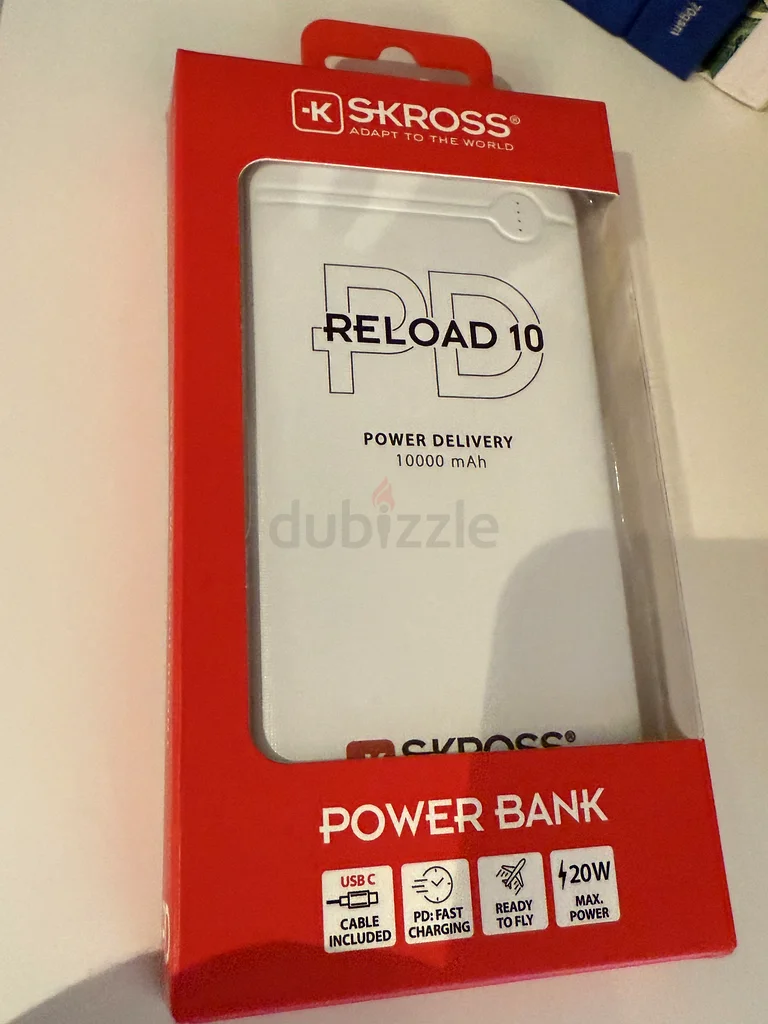 70gsm
-K SKROSS®
ADAPT TO THE WORLD
PD
RELOAD 10
POWER DELIVERY
10000 mAh
dubizzle
K SKROSS®
POWER BANK
USB C
CABLE
INCLUDED
PD: FAST
CHARGING
READY
TO FLY
20W
MAX.
POWER